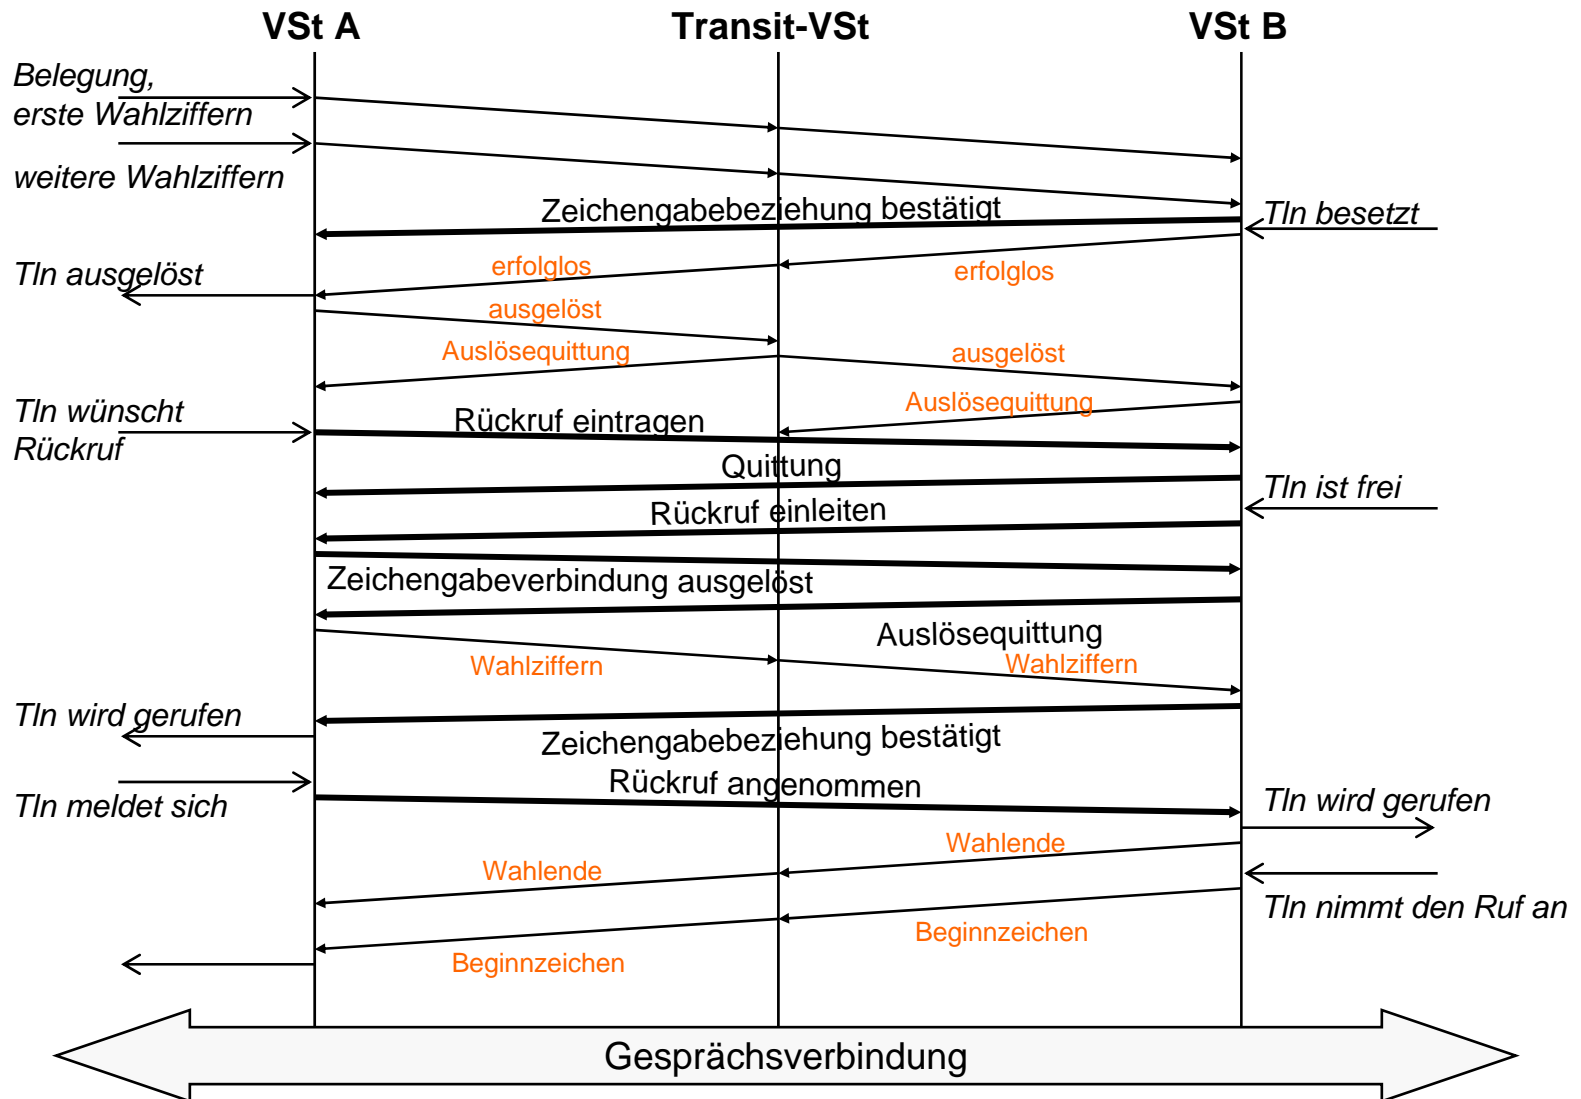 VSt A
Transit-VSt
VSt B
Belegung,
erste Wahlziffern
weitere Wahlziffern
Zeichengabebeziehung bestätigt
Tln besetzt
Tln ausgelöst
erfolglos
erfolglos
ausgelöst
Auslösequittung
ausgelöst
Tln wünscht
Rückruf
Rückruf eintragen
Auslösequittung
Quittung
Tln ist frei
Rückruf einleiten
Zeichengabeverbindung ausgelöst
Auslösequittung
Wahlziffern
Wahlziffern
Tln wird gerufen
Zeichengabebeziehung bestätigt
Rückruf angenommen
Tln meldet sich
Tln wird gerufen
Wahlende
Wahlende
Tln nimmt den Ruf an
Beginnzeichen
Beginnzeichen
Gesprächsverbindung